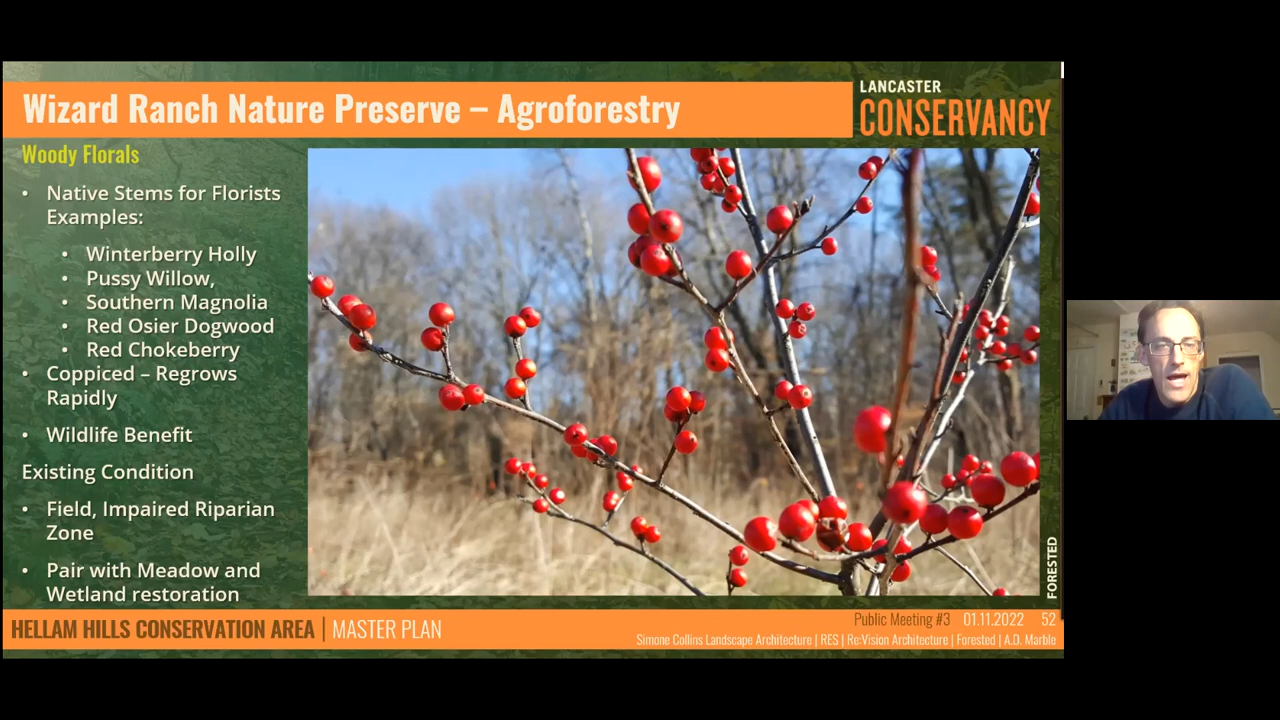 Wizard Ranch Nature Preserve – Agroforestry
LANCASTER
CONSERVANCY
Woody Florals
• Native Stems for Florists
Examples:
• Winterberry Holly
• Pussy Willow,
• Southern Magnolia
• Red Osier Dogwood
• Red Chokeberry
• Coppiced – Regrows
Rapidly
• Wildlife Benefit
Existing Condition
• Field, Impaired Riparian
Zone
• Pair with Meadow and
Wetland restoration
FORESTED
HELLAM HILLS CONSERVATION AREA | MASTER PLAN
Public Meeting #3 01.11.2022 52
Simone Collins Landscape Architecture | RES | Re:Vision Architecture | Forested | A.D. Marble